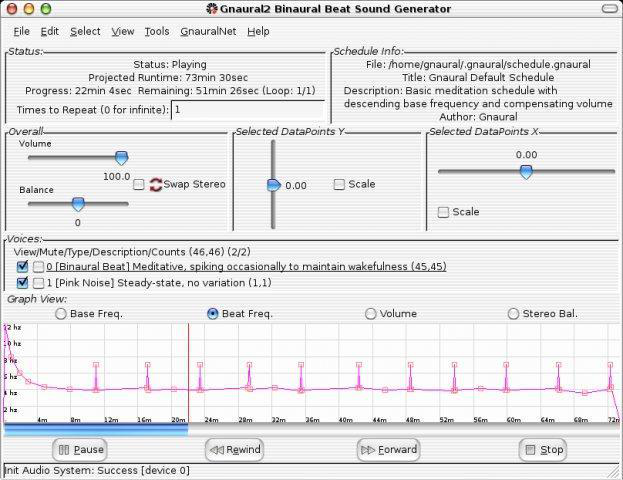 Gnaural2 Binaural Beat Sound Generator
File Edit Select View Tools GnauralNet Help
Status:
Status: Playing
Projected Runtime: 73min 30sec
Progress: 22min 4sec Remaining: 51min 26sec (Loop: 1/1)
Times to Repeat (0 for infinite): 1
Schedule Info:
File: /home/gnaural/.gnaural/schedule.gnaural
Title: Gnaural Default Schedule
Description: Basic meditation schedule with
descending base frequency and compensating volume
Author: Gnaural
Overall
Volume
100.0
Swap Stereo
Balance
0
Selected DataPoints Y
0.00
Scale
Selected DataPoints X
0.00
Scale
Voices:
View/Mute/Type/Description/Counts (46,46) (2/2)
0 [Binaural Beat] Meditative, spiking occasionally to maintain wakefulness (45,45)
1 [Pink Noise] Steady-state, no variation (1,1)
Graph View:
Base Freq. Beat Freq. Volume Stereo Bal.
12 hz
10 hz
8 hz
6 hz
4 hz
2 hz
4m 8m 12m 16m 20m 24m 28m 32m 36m 40m 44m 48m 52m 56m 60m 64m 68m 72m
Pause Rewind Forward Stop
Init Audio System: Success [device 0]